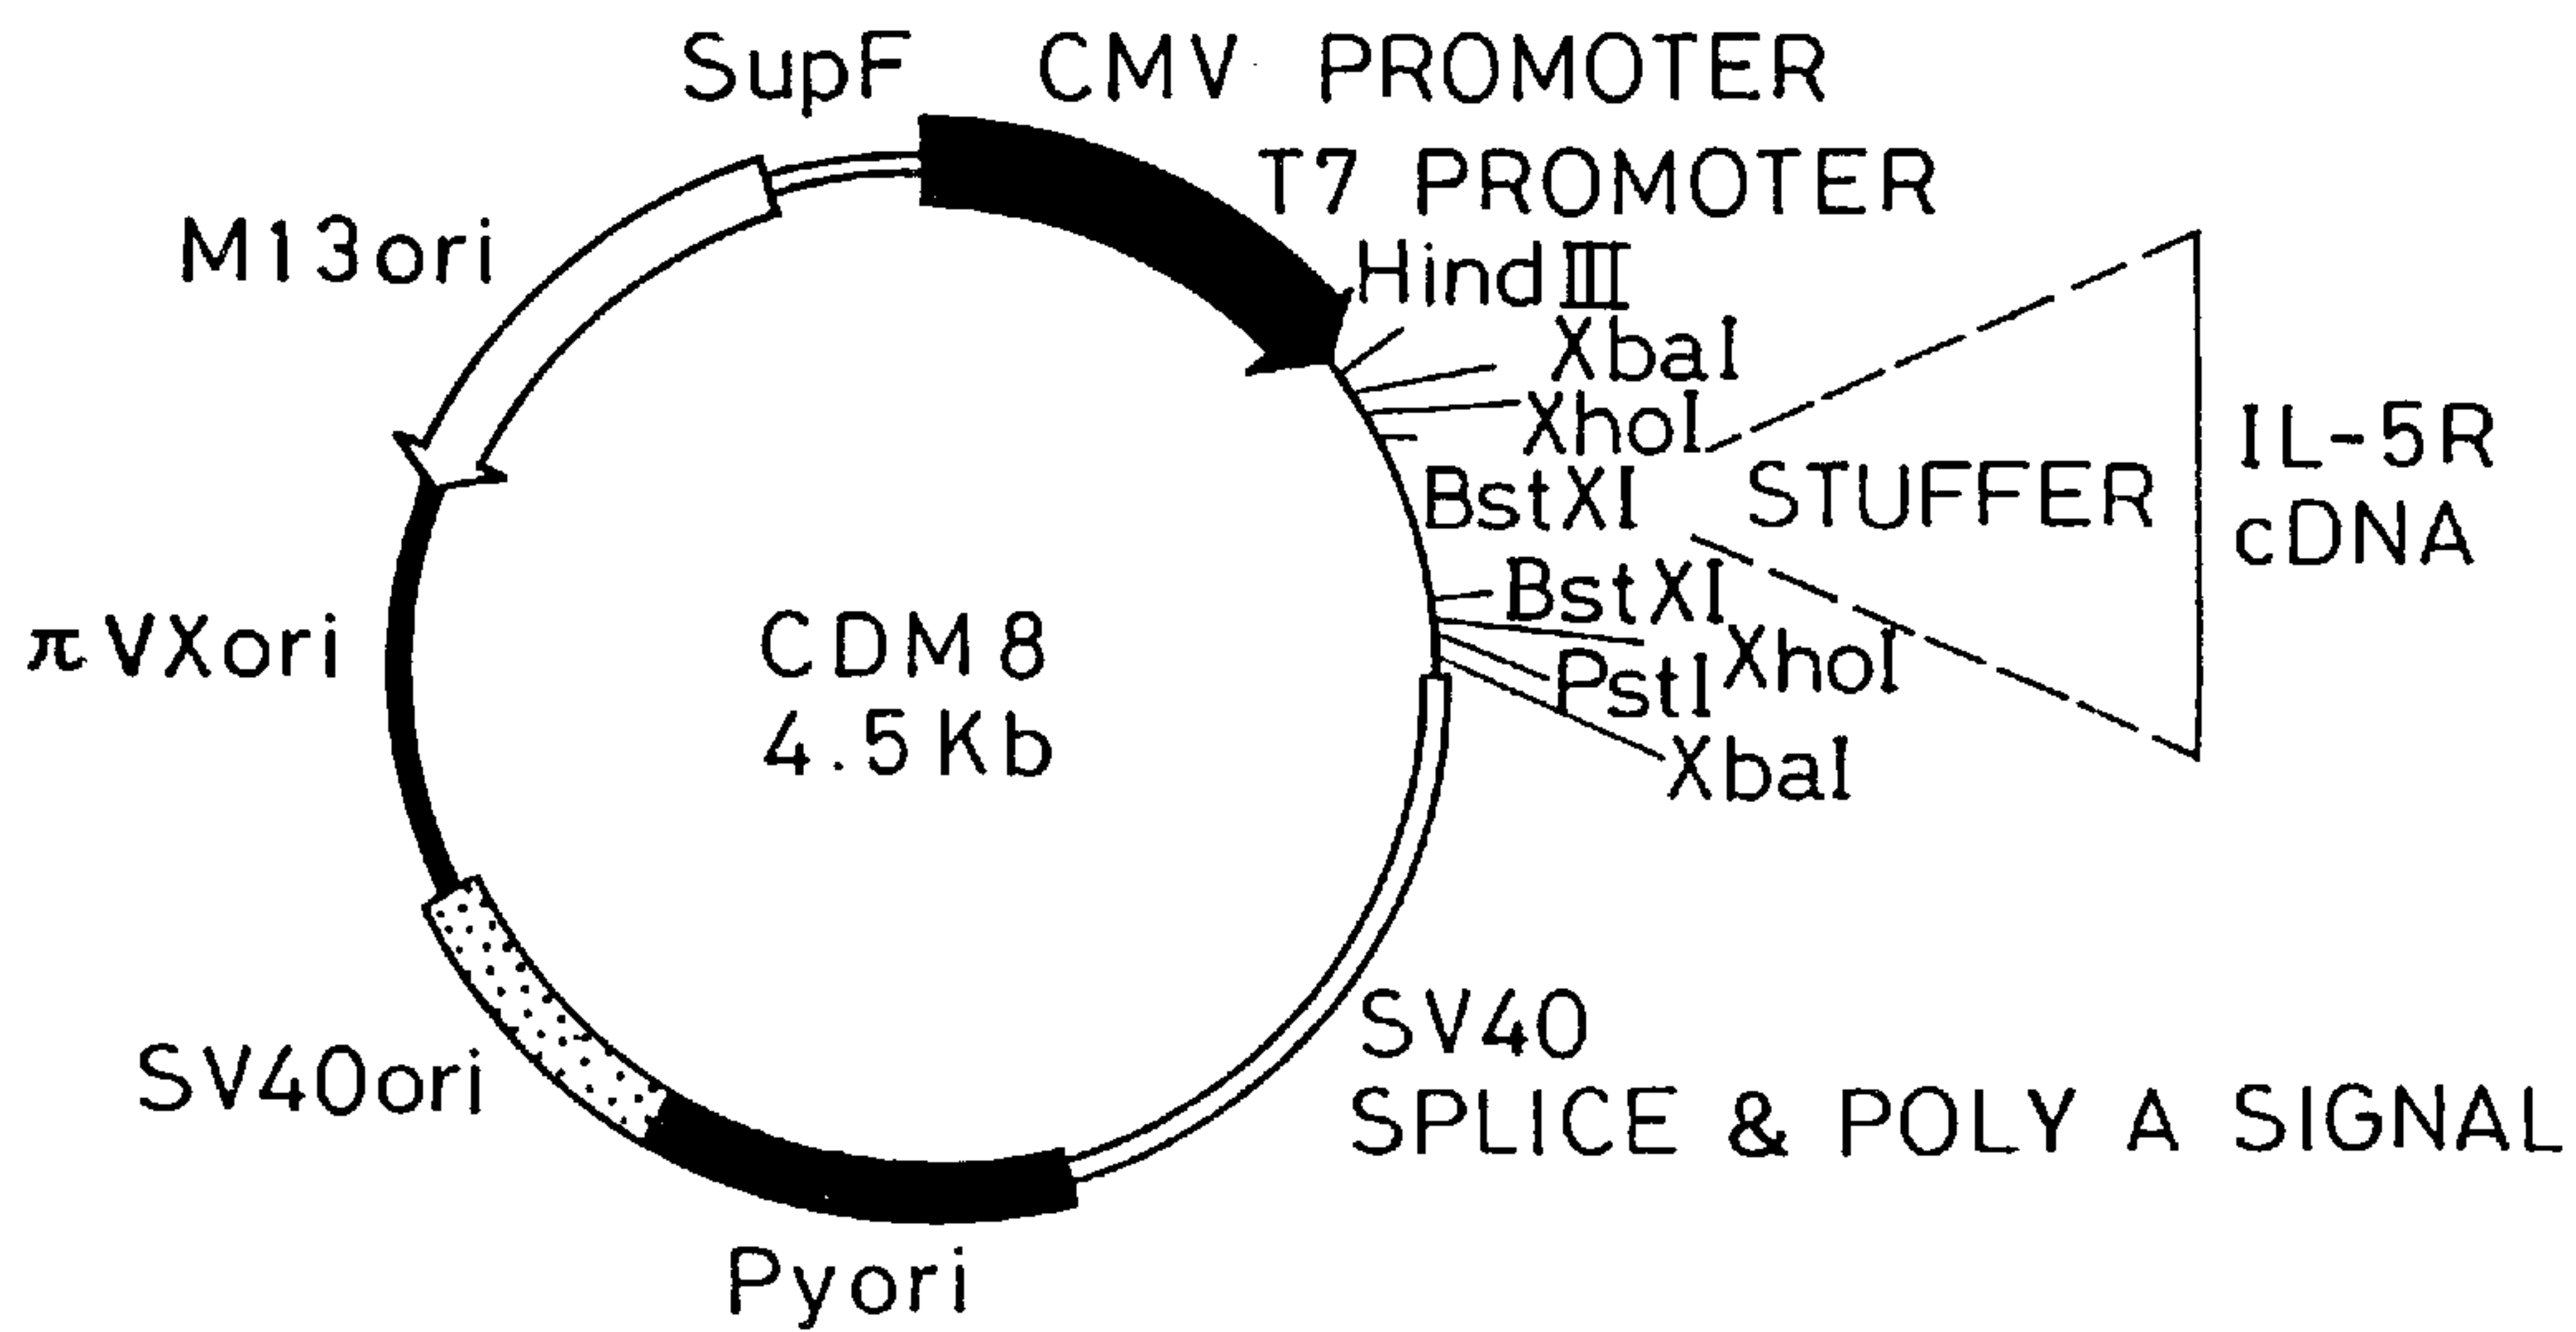 SupF
CMV PROMOTER
T7 PROMOTER
HindIII
XbaI
XhoI
BstXI
STUFFER
IL-5R
cDNA
BstXI
XhoI
PstI
XbaI
M13ori
πVXori
CDM8
4.5Kb
SV40ori
Pyori
SV40
SPLICE & POLY A SIGNAL